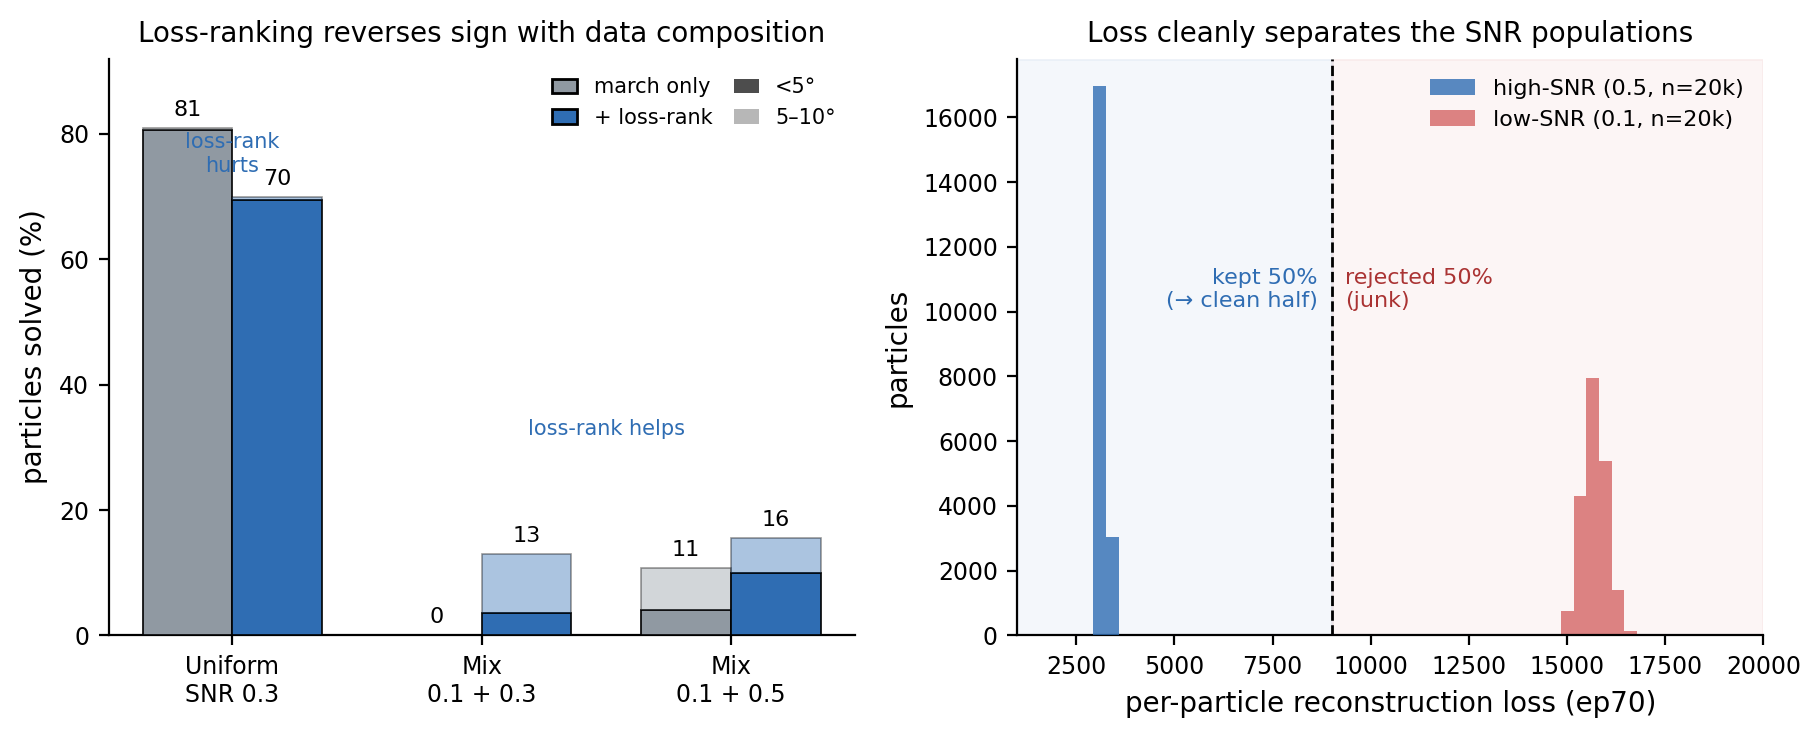 Loss-ranking reverses sign with data composition
particles solved (%)
0
20
40
60
80
march only
+ loss-rank
<5°
5–10°
81
loss-rank
hurts
70
loss-rank helps
0
13
11
16
Uniform
SNR 0.3
Mix
0.1 + 0.3
Mix
0.1 + 0.5
Loss cleanly separates the SNR populations
particles
0
2000
4000
6000
8000
10000
12000
14000
16000
high-SNR (0.5, n=20k)
low-SNR (0.1, n=20k)
kept 50%
(→ clean half)
rejected 50%
(junk)
2500
5000
7500
10000
12500
15000
17500
20000
per-particle reconstruction loss (ep70)